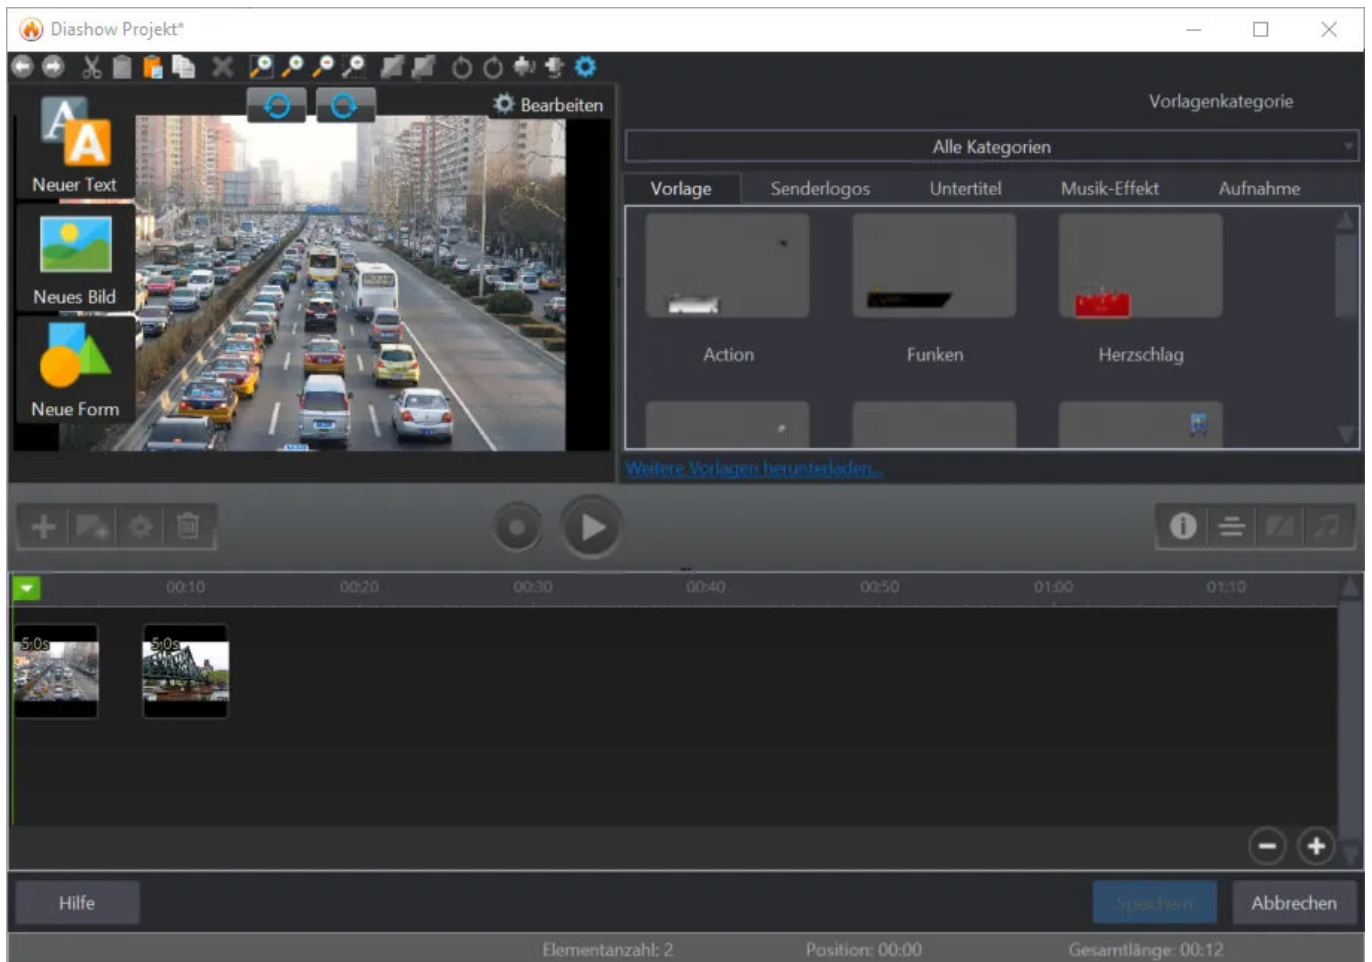 Diashow Projekt*
Bearbeiten
Neuer Text
Neues Bild
Neue Form
Vorlagenkategorie
Alle Kategorien
Vorlage Senderlogos Untertitel Musik-Effekt Aufnahme
Action Funken Herzschlag
Weitere Vorlagen herunterladen...
00:10 00:20 00:30 00:40 00:50 01:00 01:10
5.0s 5.0s
Hilfe Speichern Abbrechen
Elementanzahl: 2 Position: 00:00 Gesamtlänge: 00:12